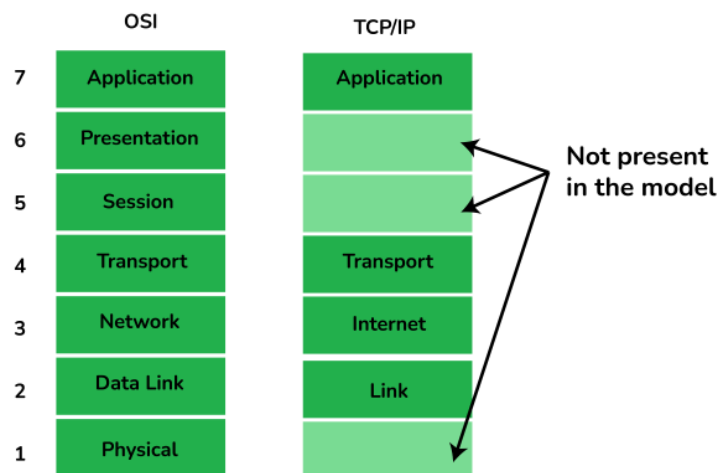 OSI TCP/IP
7 Application Application
6 Presentation
5 Session
Not present
in the model
4 Transport Transport
3 Network Internet
2 Data Link Link
1 Physical